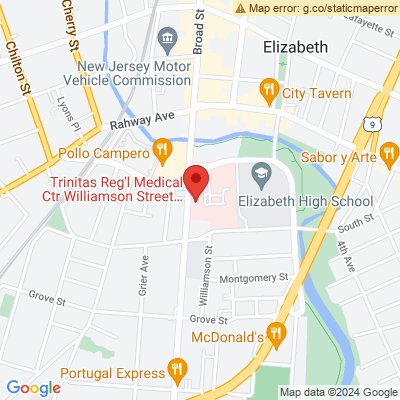 Map error: g.co/staticmaperror
Chilton St
Cherry St
Broad St
Lafayette St
Elizabeth
New Jersey Motor
Vehicle Commission
Lyons Pl
City Tavern
Rahway Ave
9
Pollo Campero
Sabor y Arte
Trinitas Reg'l Medical
Ctr Williamson Street...
Elizabeth High School
South St
4th Ave
Grier Ave
Williamson St
Montgomery St
Grove St
Grove St
McDonald's
Portugal Express
Google
Map data ©2024 Google